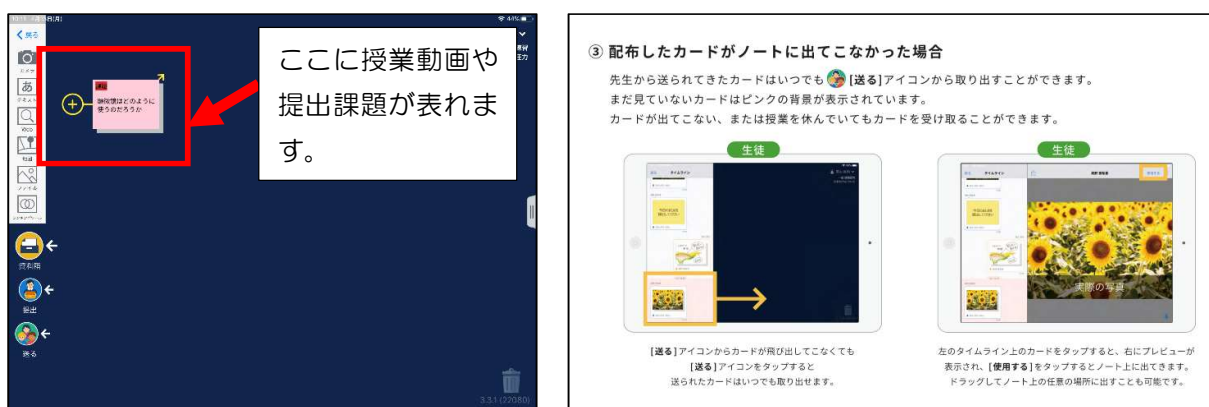 戻る
44%
課題
使うのだろうか
ここに授業動画や
提出課題が表れま
す。
資料箱
提出
送る
3.3.1 (22080)
③ 配布したカードがノートに出てこなかった場合
先生から送られてきたカードはいつでも [送る]アイコンから取り出すことができます。
まだ見ていないカードはピンクの背景が表示されています。
カードが出てこない、または授業を休んでいてもカードを受け取ることができます。
生徒
生徒
タイムライン
タイムライン
実際の写真
[送る]アイコンからカードが飛び出してこなくても
[送る]アイコンをタップすると
送られたカードはいつでも取り出せます。
左のタイムライン上のカードをタップすると、右にプレビューが
表示され、[使用する]をタップするとノート上に出てきます。
ドラッグしてノート上の任意の場所に出すことも可能です。